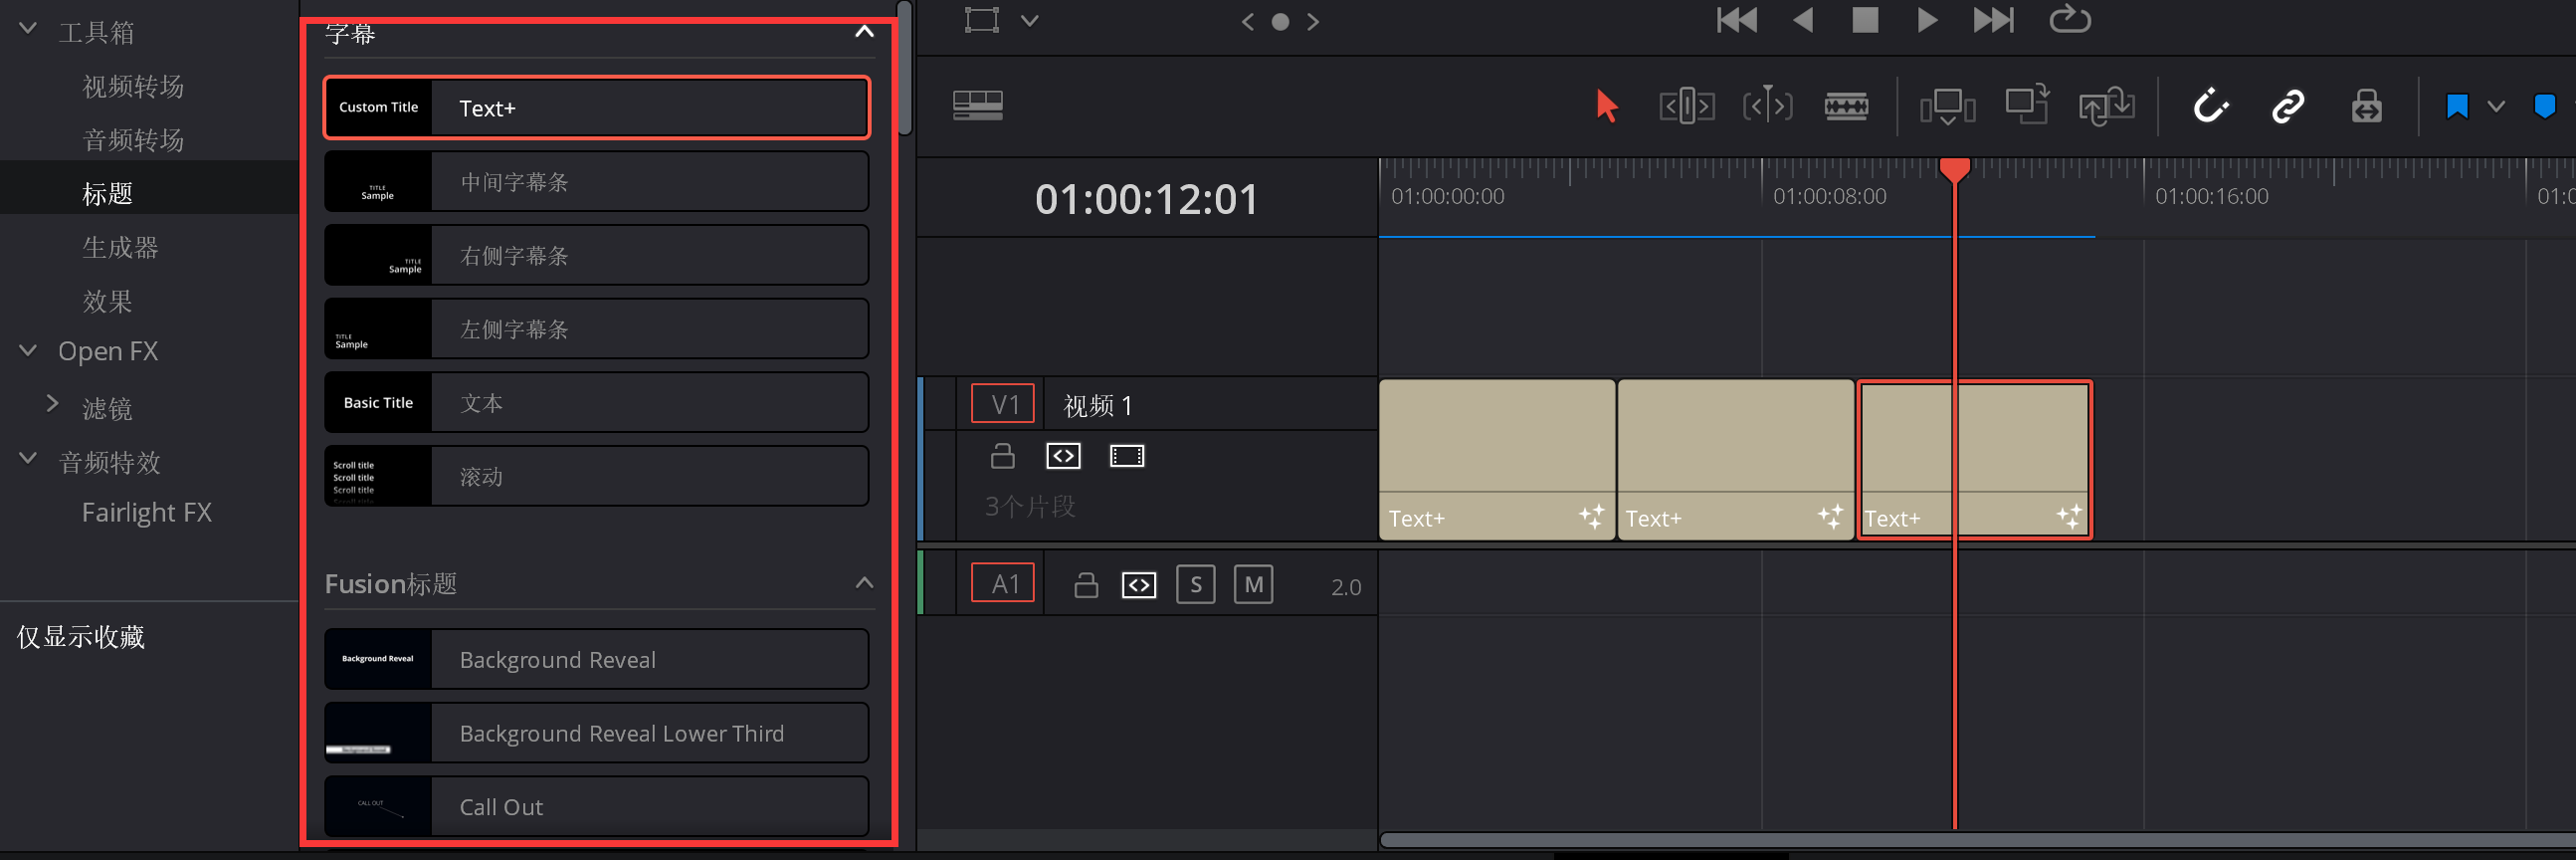 工具箱
视频转场
音频转场
标题
生成器
效果
Open FX
滤镜
音频特效
Fairlight FX
仅显示收藏
字幕
Custom Title
Text+
TITLE
Sample
中间字幕条
TITLE
Sample
右侧字幕条
TITLE
Sample
左侧字幕条
Basic Title
文本
Scroll title
Scroll title
Scroll title
Scroll title
滚动
Fusion标题
Background Reveal
Background Reveal
Background Reveal Lower Third
CALL OUT
Call Out
01:00:12:01
01:00:00:00
01:00:08:00
01:00:16:00
V1
视频 1
3个片段
Text+
Text+
Text+
A1
S
M
2.0